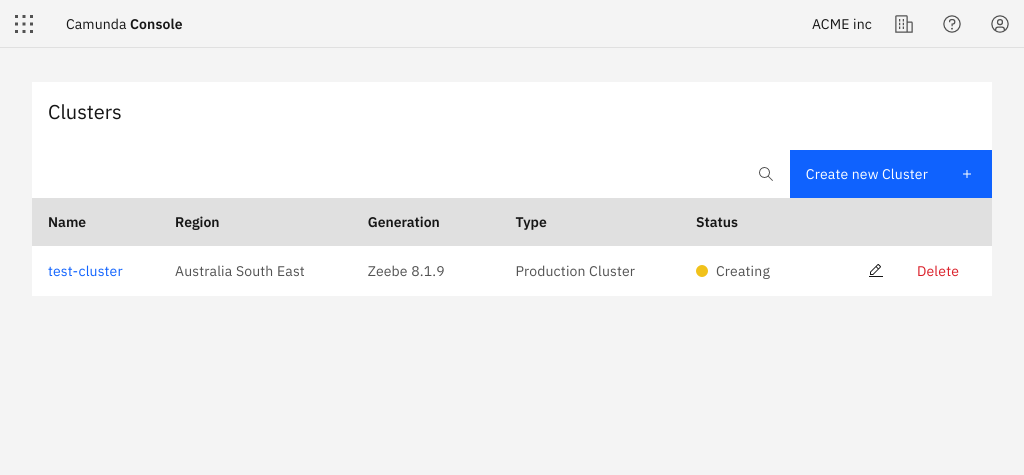 Camunda Console
ACME inc
Clusters
Create new Cluster +
Name Region Generation Type Status
test-cluster Australia South East Zeebe 8.1.9 Production Cluster Creating Delete